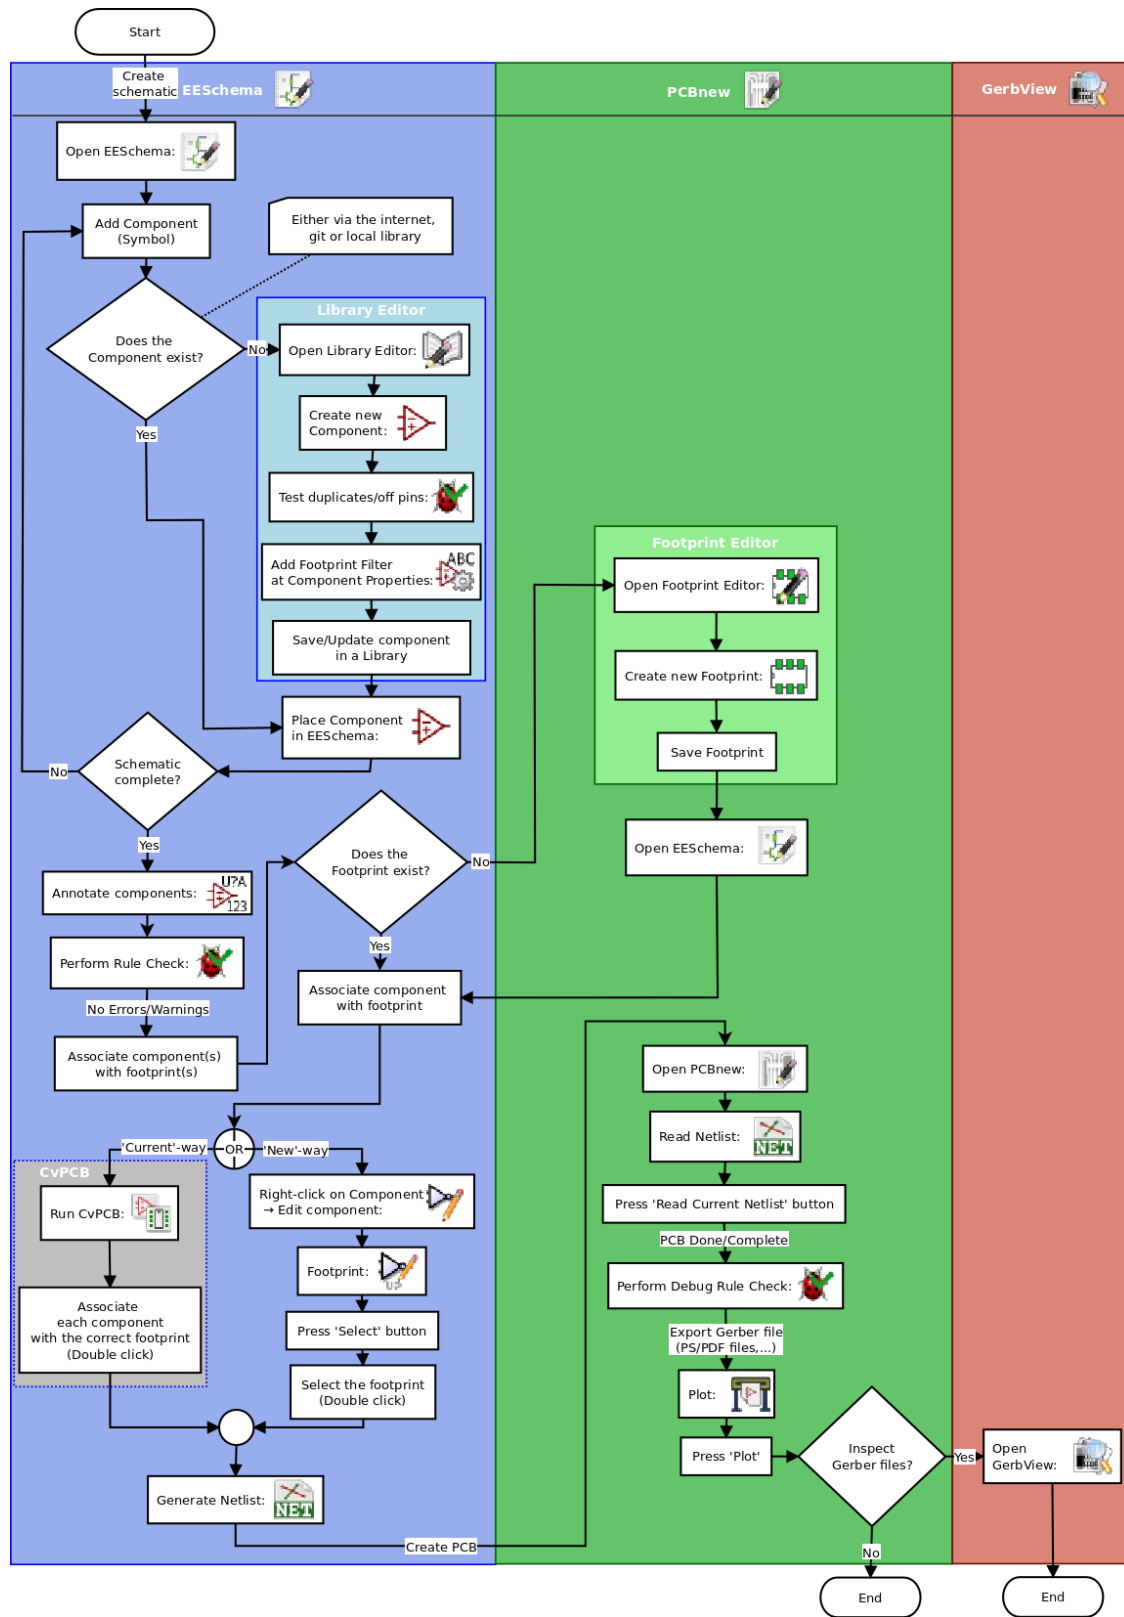 Start
Create
schematic
EESchema
PCBnew
GerbView
Open EESchema:
Add Component
(Symbol)
Either via the internet,
git or local library
Does the
Component exist?
No
Yes
Library Editor
Open Library Editor:
Create new
Component:
Test duplicates/off pins:
Add Footprint Filter
at Component Properties:
ABC
Save/Update component
in a Library
Place Component
in EESchema:
Schematic
complete?
No
Yes
Annotate components:
U?A
123
Perform Rule Check:
No Errors/Warnings
Associate component(s)
with footprint(s)
Does the
Footprint exist?
No
Yes
Footprint Editor
Open Footprint Editor:
Create new Footprint:
Save Footprint
Open EESchema:
Associate component
with footprint
OR
'Current'-way
'New'-way
CvPCB
Run CvPCB:
Associate
each component
with the correct footprint
(Double click)
Right-click on Component
→ Edit component:
Footprint:
Press 'Select' button
Select the footprint
(Double click)
Generate Netlist:
NET
Create PCB
Open PCBnew:
Read Netlist:
NET
Press 'Read Current Netlist' button
PCB Done/Complete
Perform Debug Rule Check:
Export Gerber file
(PS/PDF files,...)
Plot:
Press 'Plot'
Inspect
Gerber files?
Yes
No
Open
GerbView:
End
End